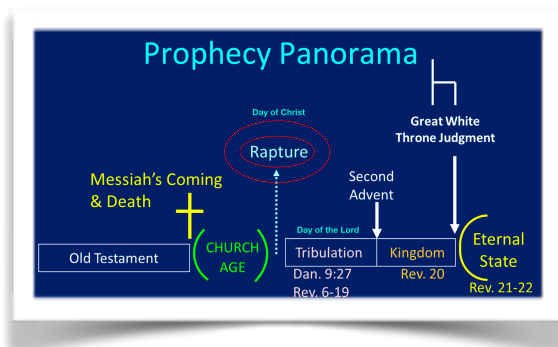 Prophecy Panorama
Day of Christ
Rapture
Great White
Throne Judgment
Messiah's Coming
& Death
Second
Advent
Old Testament
CHURCH
AGE
Day of the Lord
Tribulation
Kingdom
Dan. 9:27
Rev. 6-19
Rev. 20
Eternal
State
Rev. 21-22